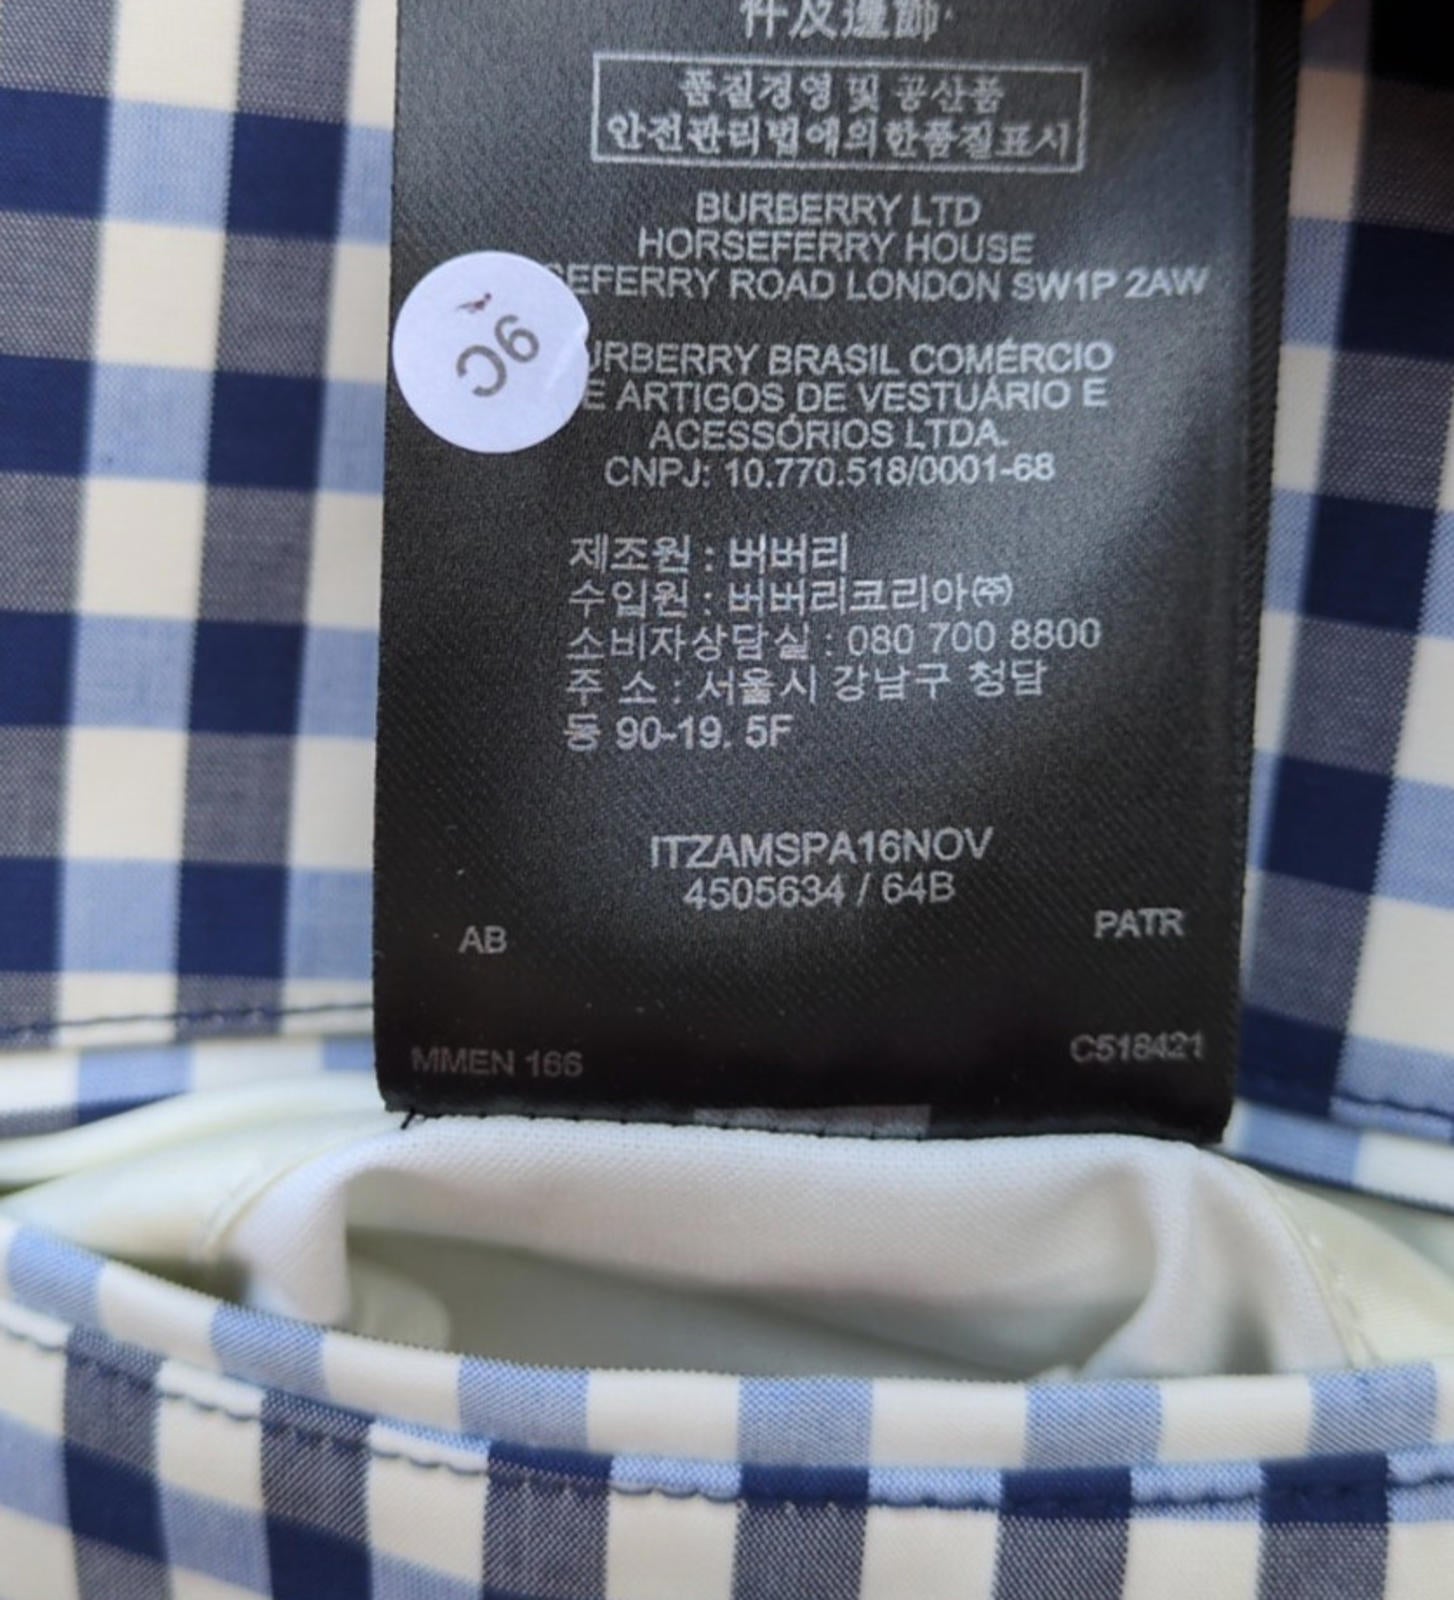 件及邊飾
품질경영 및 공산품
안전관리법에의한품질표시
BURBERRY LTD
HORSEFERRY HOUSE
SEFERRY ROAD LONDON SW1P 2AW
URBERRY BRASIL COMÉRCIO
E ARTIGOS DE VESTUÁRIO E
ACESSÓRIOS LTDA.
CNPJ: 10.770.518/0001-68
제조원 : 버버리
수입원 : 버버리코리아㈜
소비자상담실 : 080 700 8800
주 소 : 서울시 강남구 청담
동 90-19. 5F
ITZAMSPA16NOV
4505634 / 64B
AB
PATR
MMEN 166
C518421